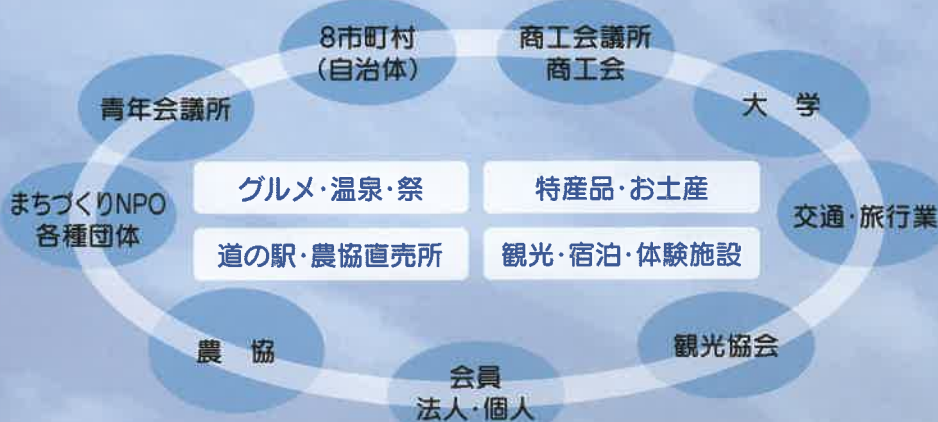 8市町村
（自治体）
商工会議所
商工会
青年会議所
大　学
まちづくりNPO
各種団体
グルメ・温泉・祭
特産品・お土産
交通・旅行業
道の駅・農協直売所
観光・宿泊・体験施設
農　協
観光協会
会員
法人・個人